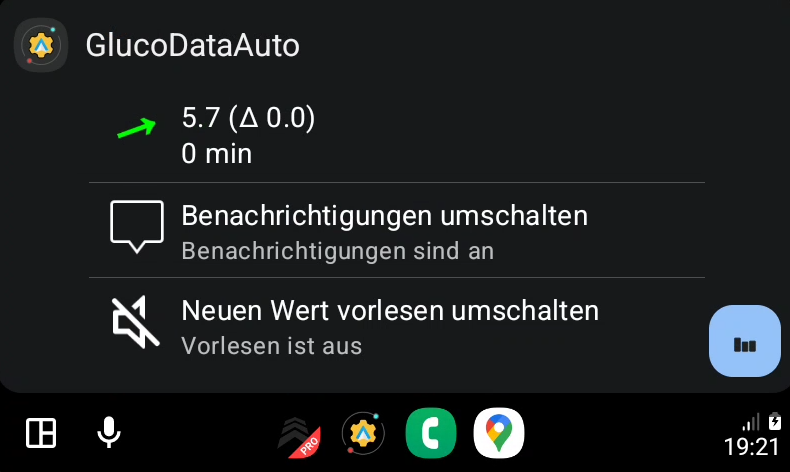 GlucoDataAuto
5.7 (Δ 0.0)
0 min
Benachrichtigungen umschalten
Benachrichtigungen sind an
Neuen Wert vorlesen umschalten
Vorlesen ist aus
PRO
19:21